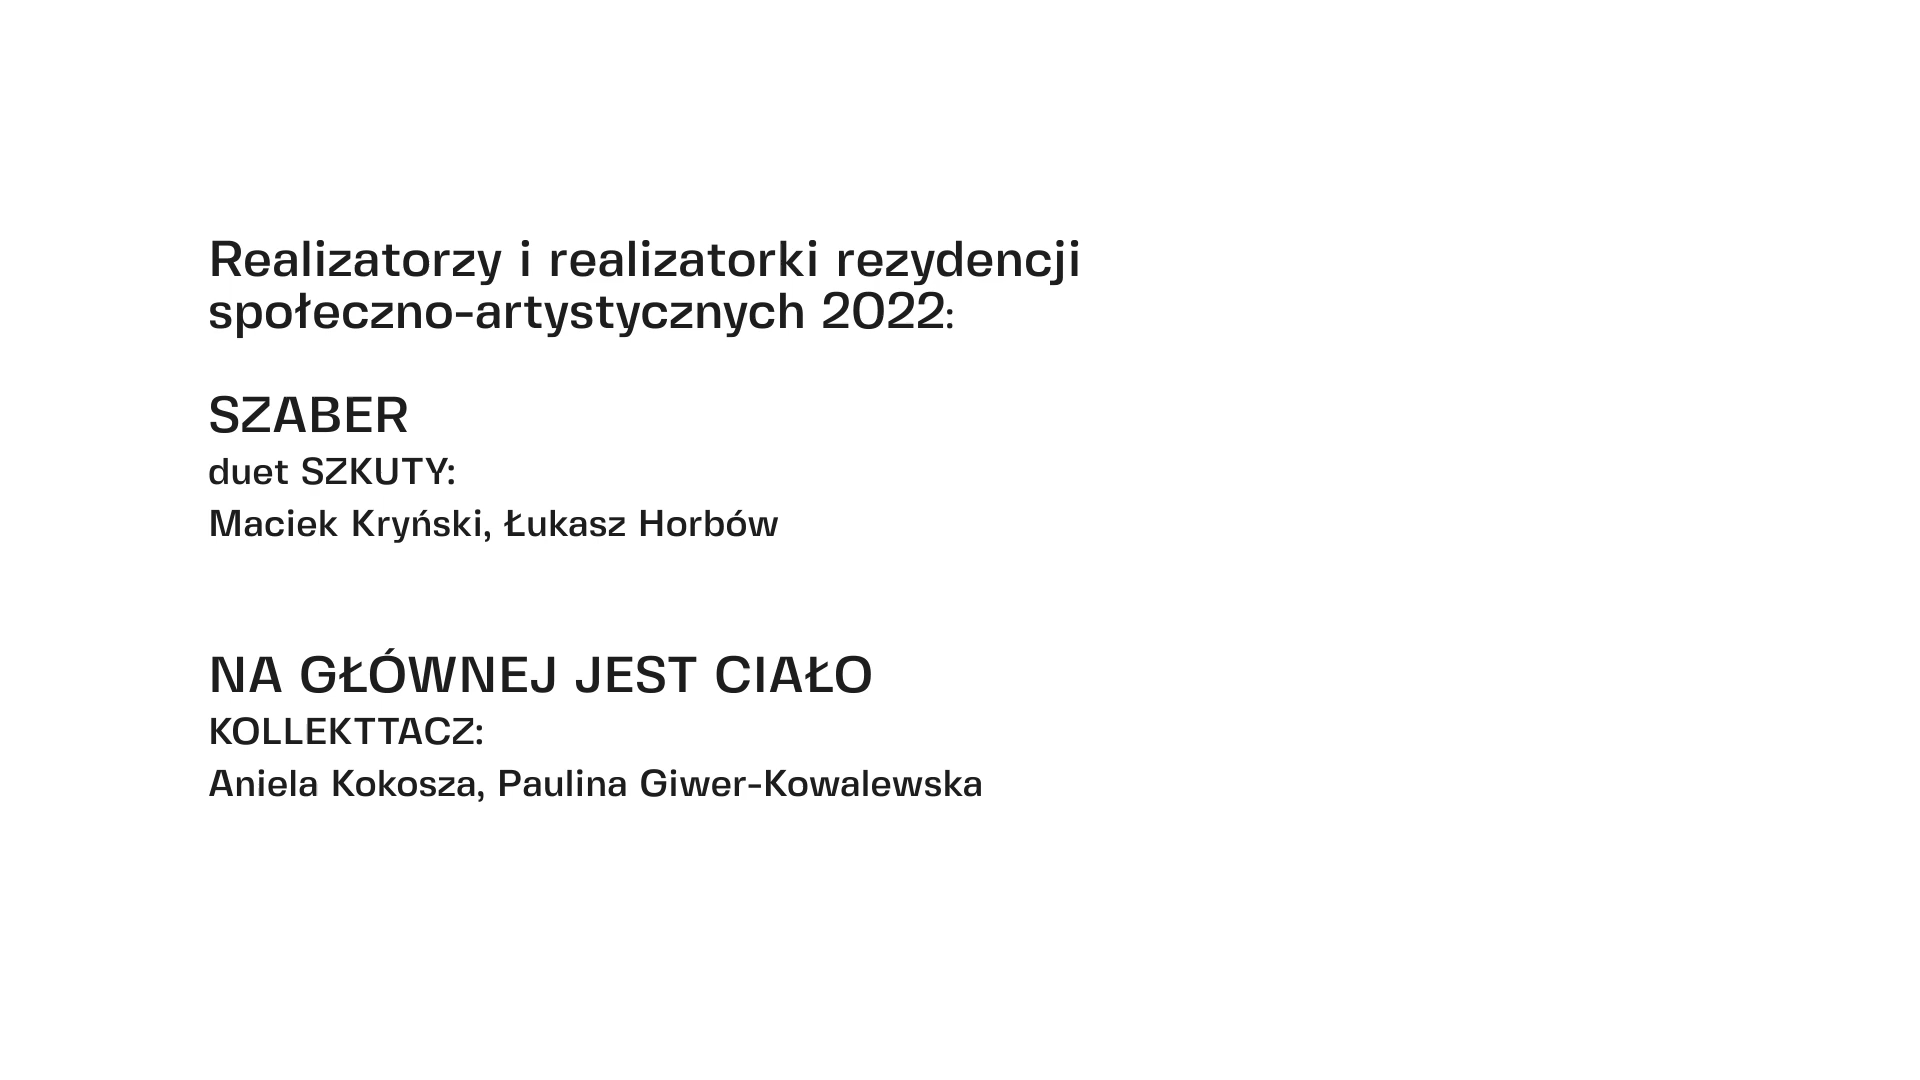 Realizatorzy i realizatorki rezydencji
społeczno-artystycznych 2022:
SZABER
duet SZKUTY:
Maciek Kryński, Łukasz Horbów
NA GŁÓWNEJ JEST CIAŁO
KOLLEKTTACZ:
Aniela Kokosza, Paulina Giwer-Kowalewska